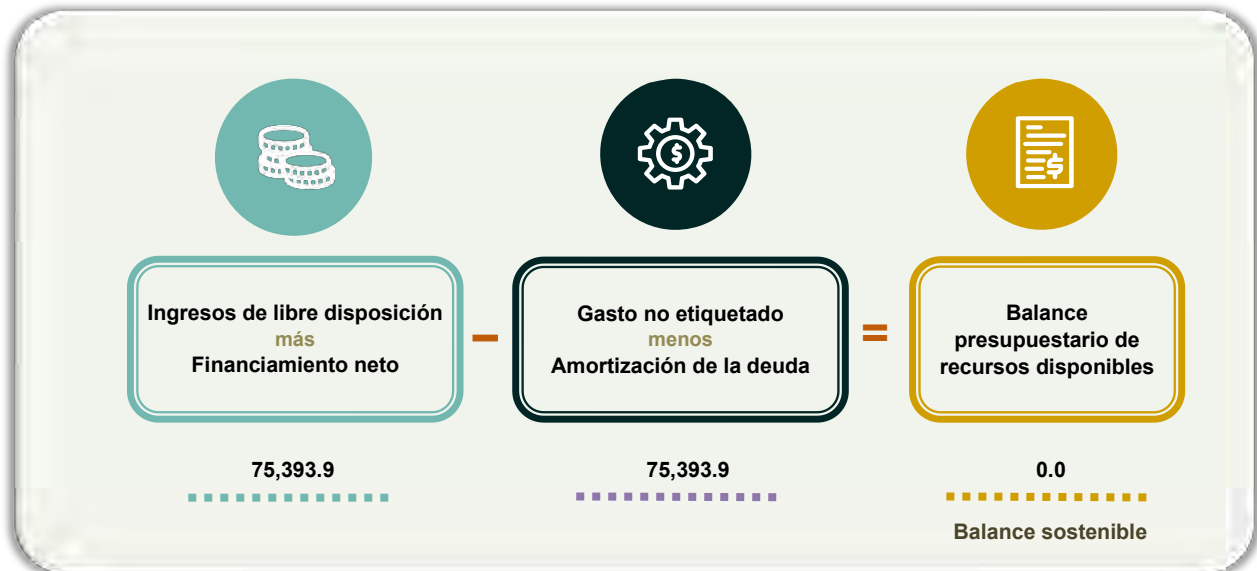 Ingresos de libre disposición
más
Financiamiento neto
−
Gasto no etiquetado
menos
Amortización de la deuda
=
Balance
presupuestario de
recursos disponibles
75,393.9
75,393.9
0.0
Balance sostenible